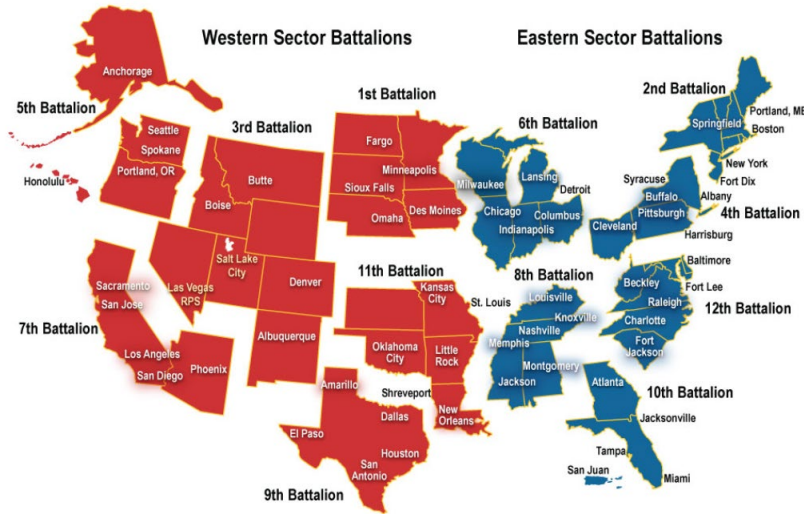 Western Sector Battalions
Eastern Sector Battalions
Anchorage
5th Battalion
Seattle
Spokane
Portland, OR
Honolulu
3rd Battalion
Butte
Boise
Salt Lake
City
Las Vegas
RPS
Denver
Albuquerque
1st Battalion
Fargo
Minneapolis
Sioux Falls
Omaha
Des Moines
7th Battalion
Sacramento
San Jose
Los Angeles
San Diego
Phoenix
11th Battalion
Kansas
City
St. Louis
Oklahoma
City
Little
Rock
9th Battalion
Amarillo
Shreveport
New
Orleans
Dallas
El Paso
Houston
San
Antonio
6th Battalion
Milwaukee
Lansing
Detroit
Chicago
Columbus
Indianapolis
2nd Battalion
Portland, ME
Springfield
Boston
New York
Fort Dix
4th Battalion
Syracuse
Buffalo
Albany
Pittsburgh
Cleveland
Harrisburg
8th Battalion
Louisville
Knoxville
Nashville
Memphis
Montgomery
Jackson
12th Battalion
Baltimore
Fort Lee
Beckley
Raleigh
Charlotte
Fort
Jackson
10th Battalion
Atlanta
Jacksonville
Tampa
San Juan
Miami